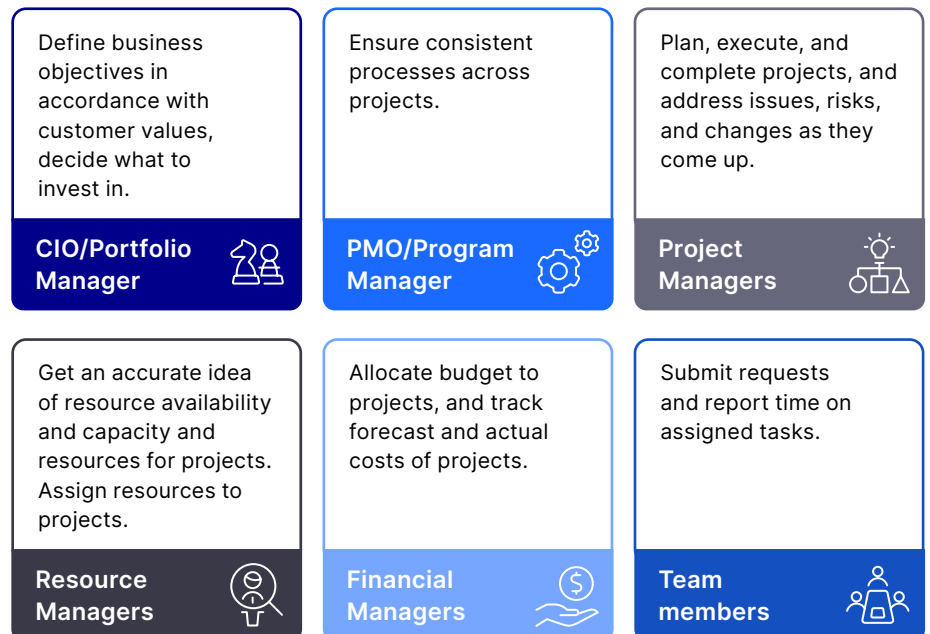 Define business
objectives in
accordance with
customer values,
decide what to
invest in.
CIO/Portfolio
Manager
Ensure consistent
processes across
projects.
PMO/Program
Manager
Plan, execute, and
complete projects, and
address issues, risks,
and changes as they
come up.
Project
Managers
Get an accurate idea
of resource availability
and capacity and
resources for projects.
Assign resources to
projects.
Resource
Managers
Allocate budget to
projects, and track
forecast and actual
costs of projects.
Financial
Managers
$
Submit requests
and report time on
assigned tasks.
Team
members